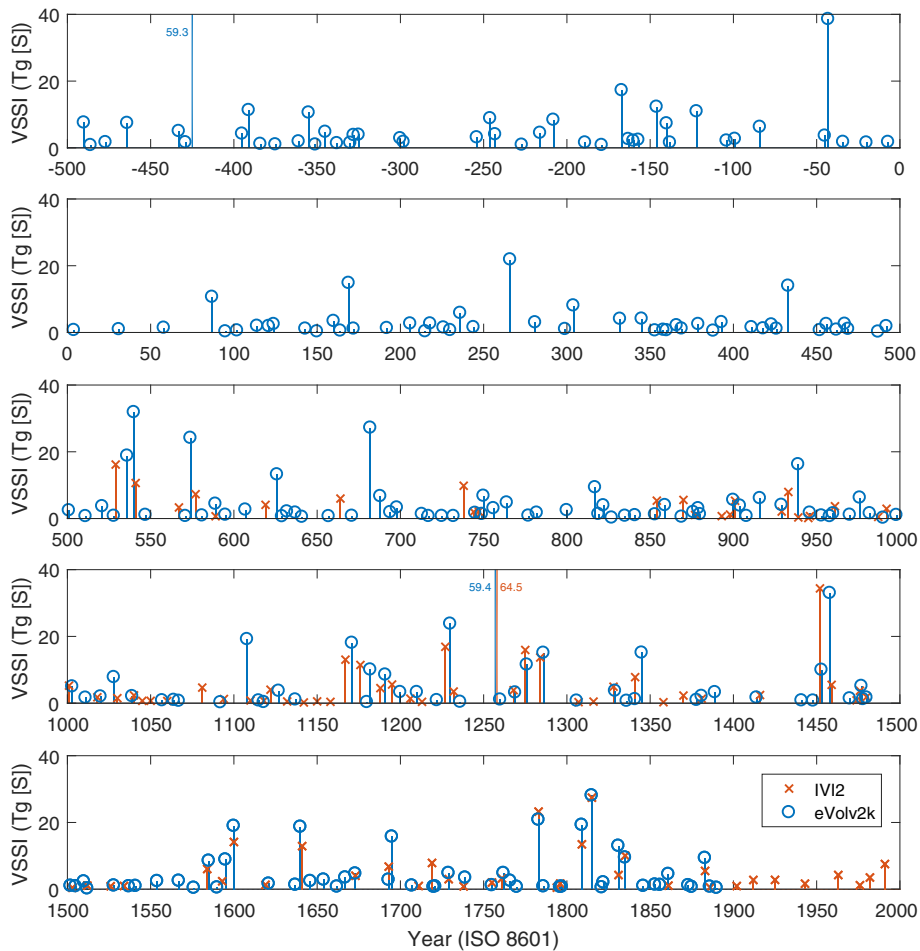 VSSI (Tg [S])
40
20
0
59.3
-500 -450 -400 -350 -300 -250 -200 -150 -100 -50 0
VSSI (Tg [S])
40
20
0
0 50 100 150 200 250 300 350 400 450 500
VSSI (Tg [S])
40
20
0
500 550 600 650 700 750 800 850 900 950 1000
VSSI (Tg [S])
40
20
0
59.4 64.5
1000 1050 1100 1150 1200 1250 1300 1350 1400 1450 1500
VSSI (Tg [S])
40
20
0
IVI2
eVolv2k
1500 1550 1600 1650 1700 1750 1800 1850 1900 1950 2000
Year (ISO 8601)